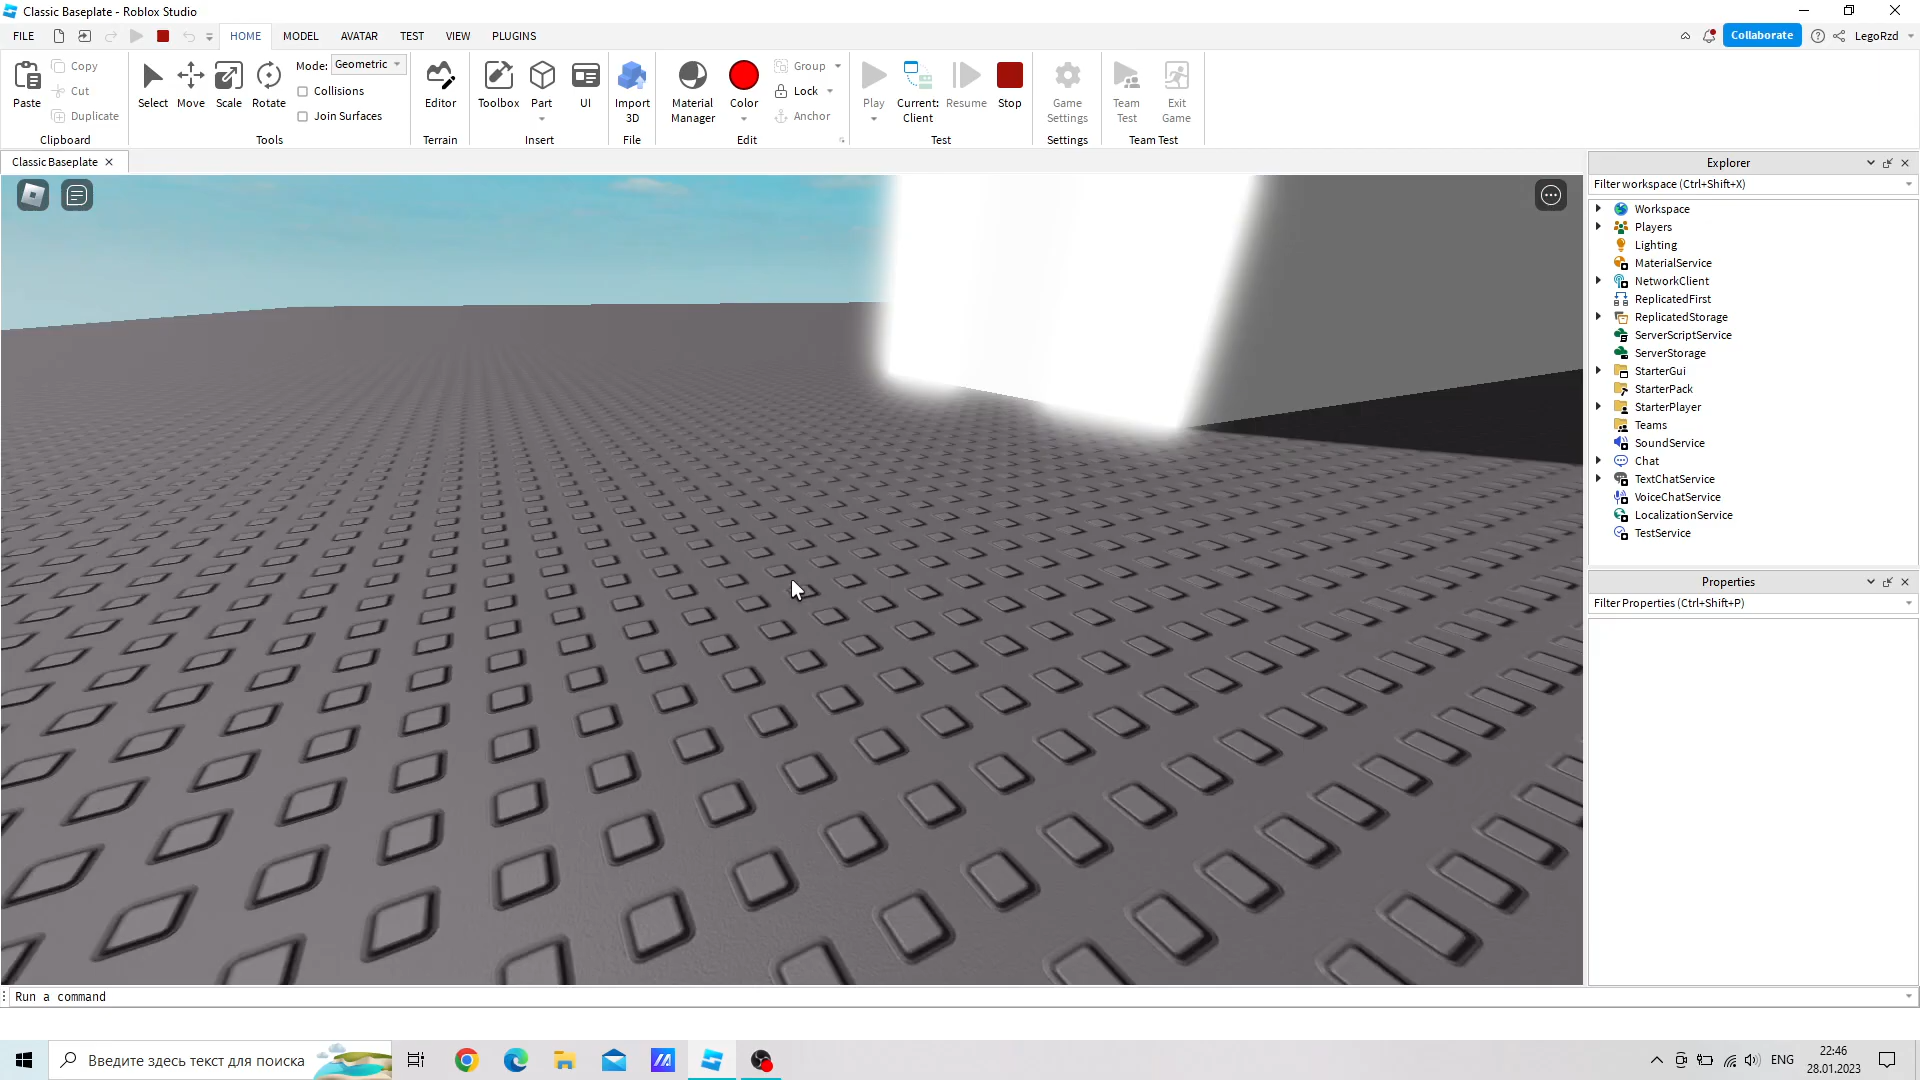 Classic Baseplate - Roblox Studio
FILE HOME MODEL AVATAR TEST VIEW PLUGINS Collaborate LegoRzd
Paste Copy Cut Duplicate
Clipboard
Select Move Scale Rotate
Mode: Geometric
Collisions
Join Surfaces
Tools
Editor
Terrain
Toolbox Part UI
Insert
Import 3D
File
Material Manager Color
Group
Lock
Anchor
Edit
Play Current: Client Resume Stop
Test
Game Settings
Settings
Team Test Exit Game
Team Test
Classic Baseplate
Explorer
Filter workspace (Ctrl+Shift+X)
Workspace
Players
Lighting
MaterialService
NetworkClient
ReplicatedFirst
ReplicatedStorage
ServerScriptService
ServerStorage
StarterGui
StarterPack
StarterPlayer
Teams
SoundService
Chat
TextChatService
VoiceChatService
LocalizationService
TestService
Properties
Filter Properties (Ctrl+Shift+P)
Run a command
Введите здесь текст для поиска
ENG
22:46
28.01.2023